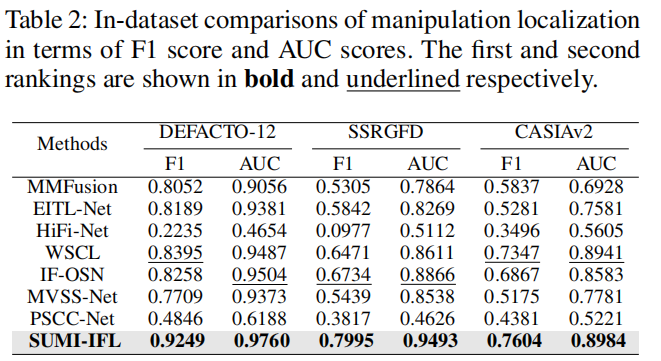 Table 2: In-dataset comparisons of manipulation localization
in terms of F1 score and AUC scores. The first and second
rankings are shown in bold and underlined respectively.
Methods DEFACTO-12 SSRGFD CASIAv2
F1 AUC F1 AUC F1 AUC
MMFusion 0.8052 0.9056 0.5305 0.7864 0.5837 0.6928
EITL-Net 0.8189 0.9381 0.5842 0.8269 0.5281 0.7581
HiFi-Net 0.2235 0.4654 0.0977 0.5112 0.3496 0.5605
WSCL 0.8395 0.9487 0.6471 0.8611 0.7347 0.8941
IF-OSN 0.8258 0.9504 0.6734 0.8866 0.6867 0.8583
MVSS-Net 0.7709 0.9373 0.5439 0.8538 0.5175 0.7781
PSCC-Net 0.4846 0.6188 0.3817 0.4626 0.4381 0.5221
SUMI-IFL 0.9249 0.9760 0.7995 0.9493 0.7604 0.8984